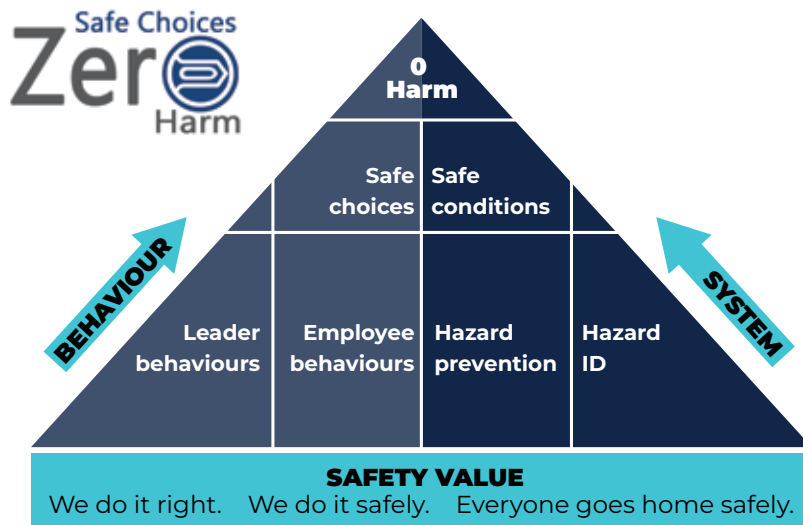 Safe Choices
Zero
Harm
0
Harm
Safe
choices
Safe
conditions
BEHAVIOUR
SYSTEM
Leader
behaviours
Employee
behaviours
Hazard
prevention
Hazard
ID
SAFETY VALUE
We do it right. We do it safely. Everyone goes home safely.